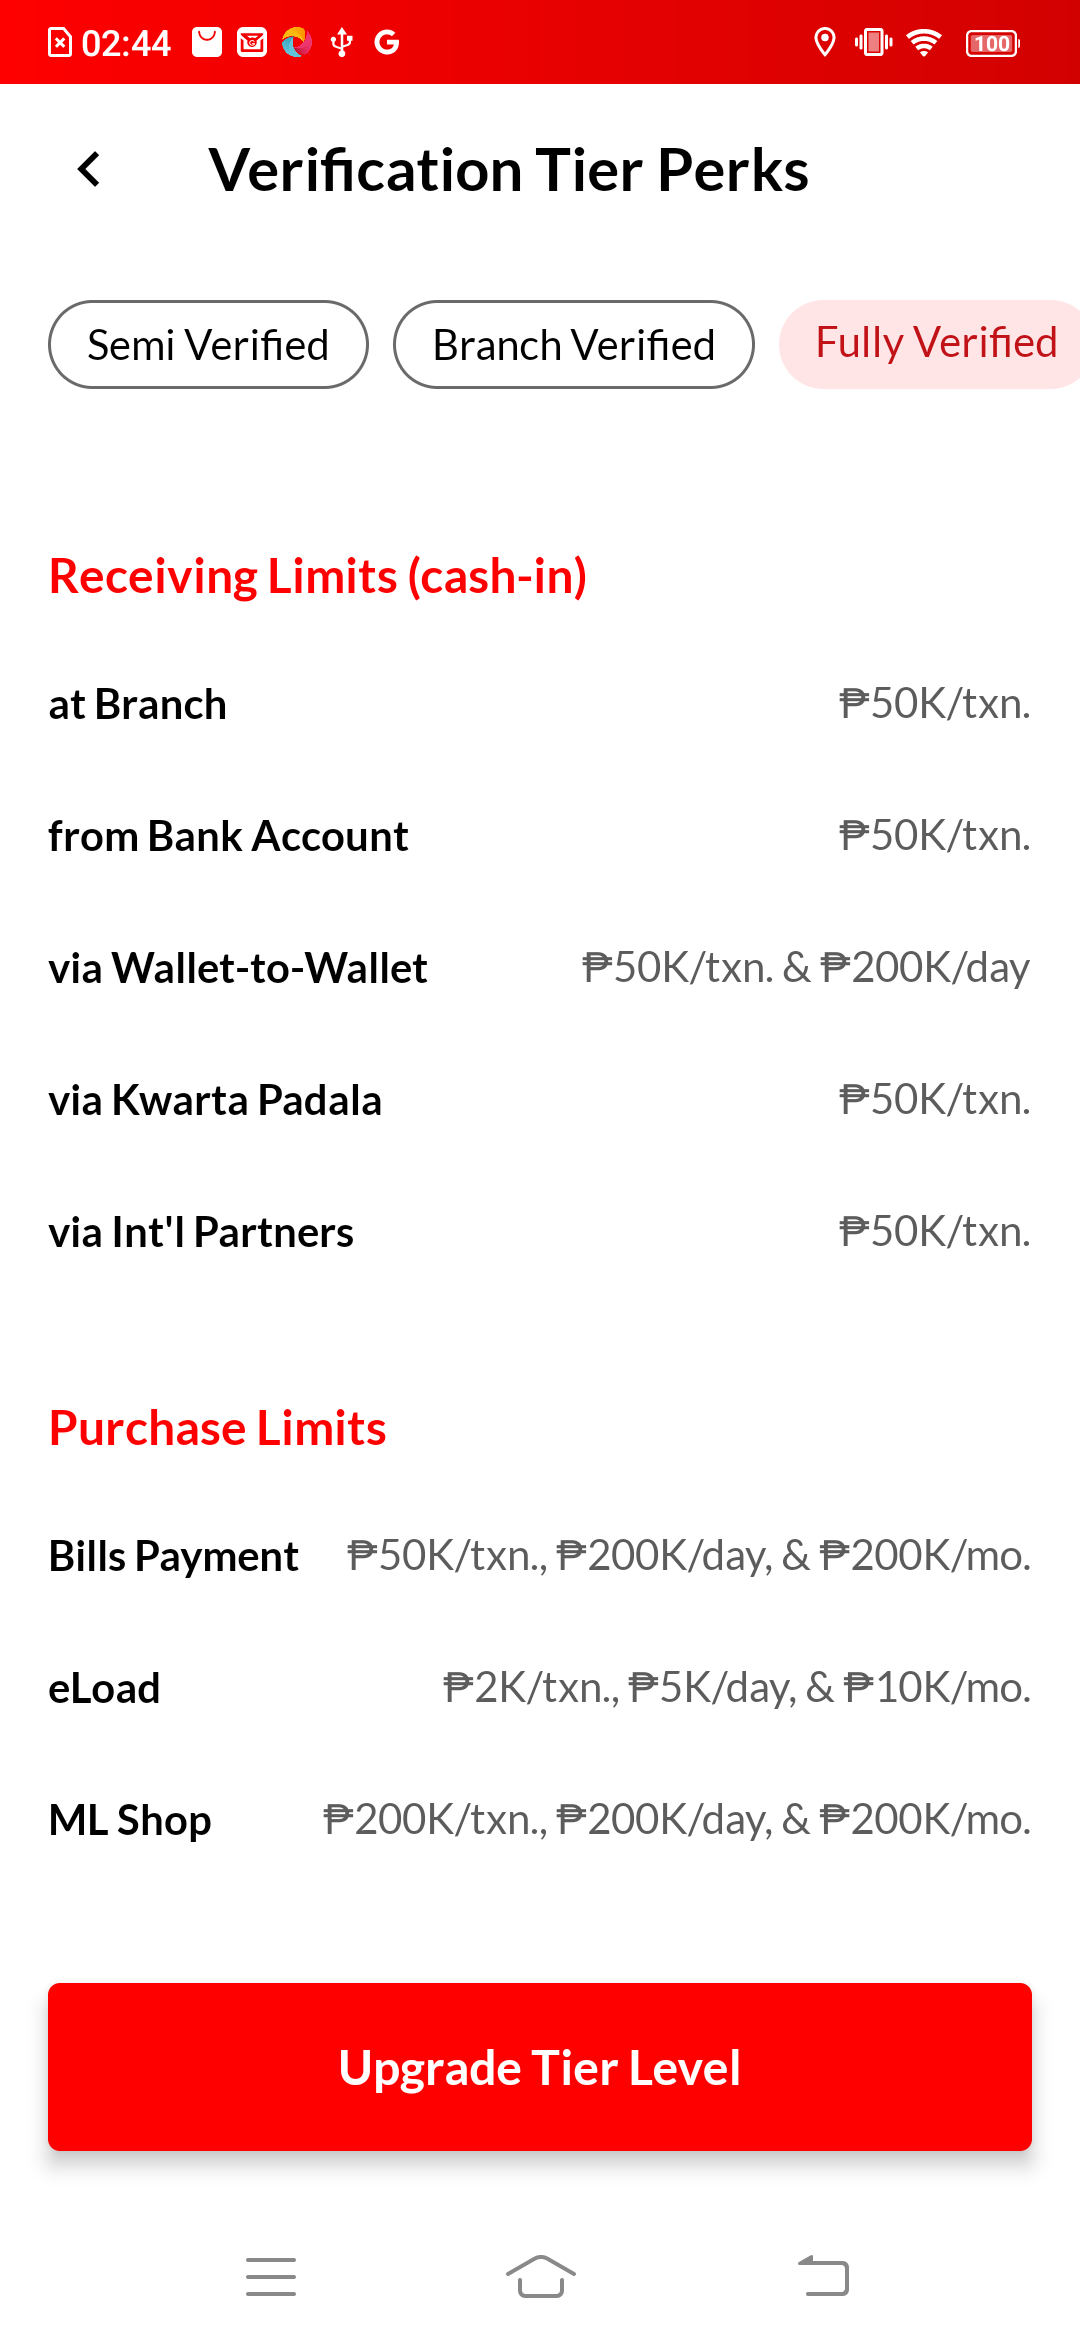 02:44
100
Verification Tier Perks
Semi Verified
Branch Verified
Fully Verified
Receiving Limits (cash-in)
at Branch ₱50K/txn.
from Bank Account ₱50K/txn.
via Wallet-to-Wallet ₱50K/txn. & ₱200K/day
via Kwarta Padala ₱50K/txn.
via Int'l Partners ₱50K/txn.
Purchase Limits
Bills Payment ₱50K/txn., ₱200K/day, & ₱200K/mo.
eLoad ₱2K/txn., ₱5K/day, & ₱10K/mo.
ML Shop ₱200K/txn., ₱200K/day, & ₱200K/mo.
Upgrade Tier Level